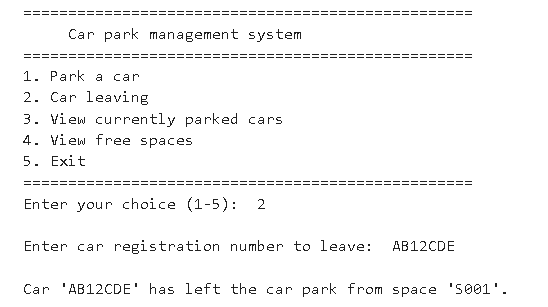 ==================================================
Car park management system
==================================================
1. Park a car
2. Car leaving
3. View currently parked cars
4. View free spaces
5. Exit
==================================================
Enter your choice (1-5):  2
Enter car registration number to leave:  AB12CDE
Car 'AB12CDE' has left the car park from space 'S001'.